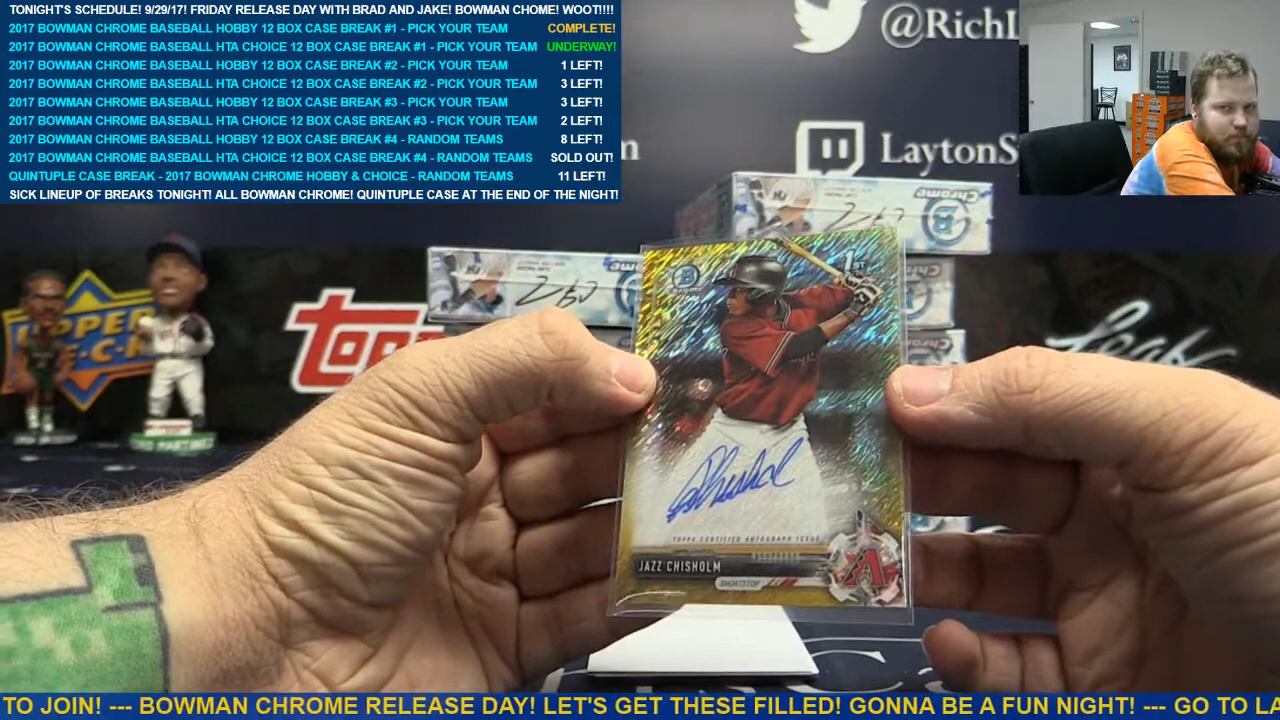 TONIGHT'S SCHEDULE! 9/29/17! FRIDAY RELEASE DAY WITH BRAD AND JAKE! BOWMAN CHOME! WOOT!!!!
2017 BOWMAN CHROME BASEBALL HOBBY 12 BOX CASE BREAK #1 - PICK YOUR TEAM COMPLETE!
2017 BOWMAN CHROME BASEBALL HTA CHOICE 12 BOX CASE BREAK #1 - PICK YOUR TEAM UNDERWAY!
2017 BOWMAN CHROME BASEBALL HOBBY 12 BOX CASE BREAK #2 - PICK YOUR TEAM 1 LEFT!
2017 BOWMAN CHROME BASEBALL HTA CHOICE 12 BOX CASE BREAK #2 - PICK YOUR TEAM 3 LEFT!
2017 BOWMAN CHROME BASEBALL HOBBY 12 BOX CASE BREAK #3 - PICK YOUR TEAM 3 LEFT!
2017 BOWMAN CHROME BASEBALL HTA CHOICE 12 BOX CASE BREAK #3 - PICK YOUR TEAM 2 LEFT!
2017 BOWMAN CHROME BASEBALL HOBBY 12 BOX CASE BREAK #4 - RANDOM TEAMS 8 LEFT!
2017 BOWMAN CHROME BASEBALL HTA CHOICE 12 BOX CASE BREAK #4 - RANDOM TEAMS SOLD OUT!
QUINTUPLE CASE BREAK - 2017 BOWMAN CHROME HOBBY & CHOICE - RANDOM TEAMS 11 LEFT!
SICK LINEUP OF BREAKS TONIGHT! ALL BOWMAN CHROME! QUINTUPLE CASE AT THE END OF THE NIGHT!
@RichL
m
LaytonS
Chrome
UPPER
Topp
Leaf
B
1ST
TOPPS CERTIFIED AUTOGRAPH ISSUE
JAZZ CHISHOLM
SHORTSTOP
A
TO JOIN! --- BOWMAN CHROME RELEASE DAY! LET'S GET THESE FILLED! GONNA BE A FUN NIGHT! --- GO TO LA